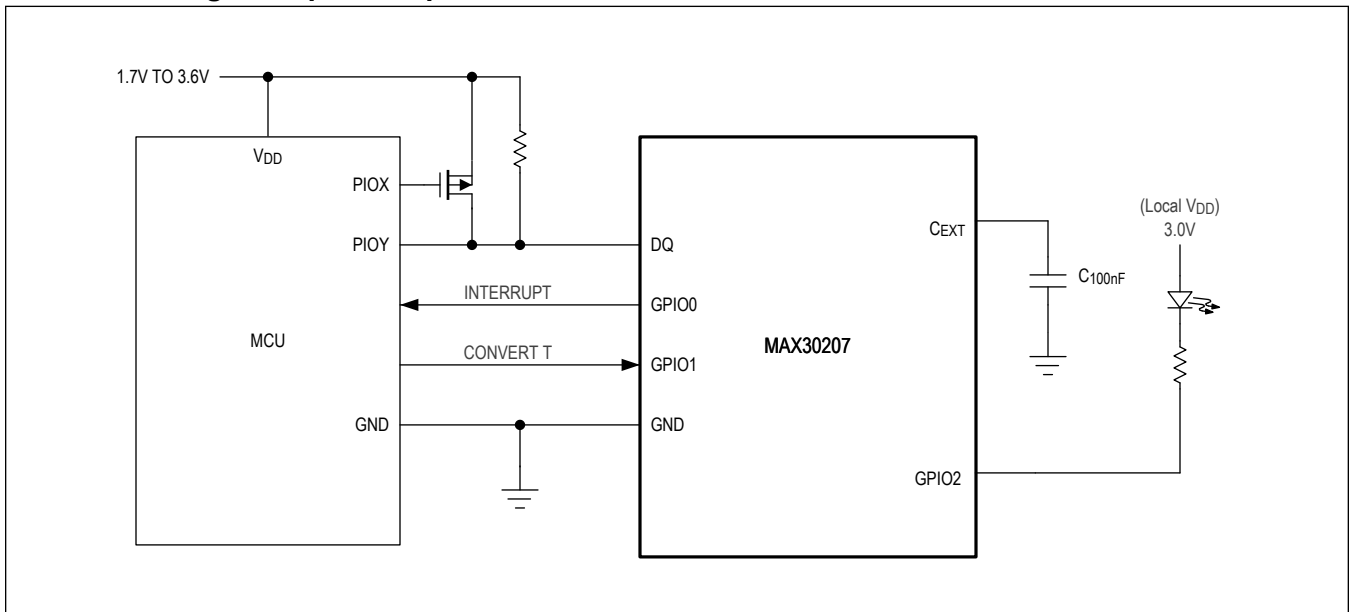 1.7V TO 3.6V
VDD
PIOX
PIOY
MCU
GND
INTERRUPT
CONVERT T
DQ
GPIO0
GPIO1
GND
MAX30207
CEXT
GPIO2
C100nF
(Local VDD)
3.0V